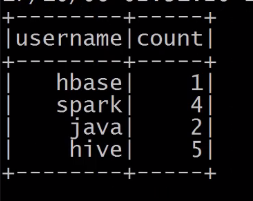 +--------+-----+
|username|count|
+--------+-----+
|   hbase|    1|
|   spark|    4|
|    java|    2|
|    hive|    5|
+--------+-----+